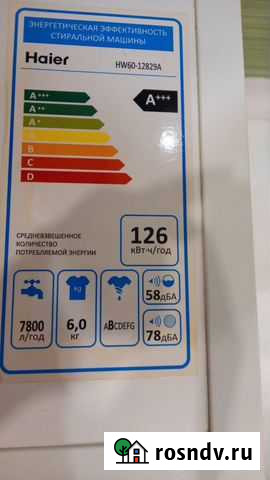 ЭНЕРГЕТИЧЕСКАЯ ЭФФЕКТИВНОСТЬ
СТИРАЛЬНОЙ МАШИНЫ
Haier
HW60-12829A
A+++
A+++
A++
A+
A
B
C
D
СРЕДНЕВЗВЕШЕННОЕ
КОЛИЧЕСТВО
ПОТРЕБЛЯЕМОЙ ЭНЕРГИИ
126
кВт·ч/год
kg
58дБА
7800
л/год
6,0
кг
ABCDEFG
78дБА
rosndv.ru